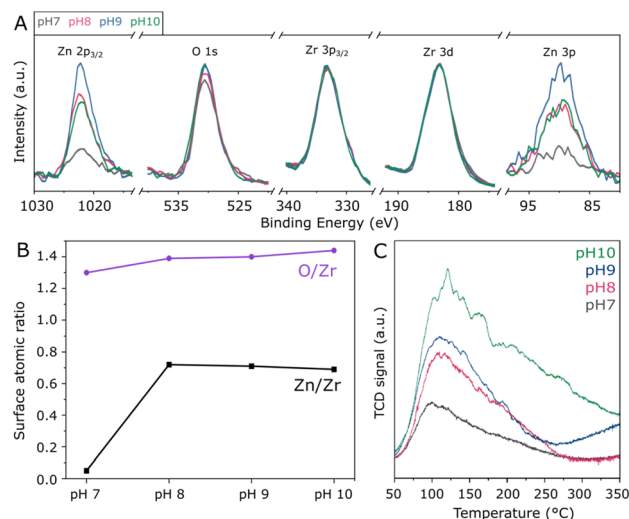 pH7 pH8 pH9 pH10
A
Zn 2p3/2 O 1s Zr 3p3/2 Zr 3d Zn 3p
Intensity (a.u.)
1030 1020 535 525 340 330 190 180 95 85
Binding Energy (eV)
B
Surface atomic ratio
1.4
1.2
1.0
0.8
0.6
0.4
0.2
0.0
O/Zr
Zn/Zr
pH 7 pH 8 pH 9 pH 10
C
pH10
pH9
pH8
pH7
TCD signal (a.u.)
50 100 150 200 250 300 350
Temperature (°C)